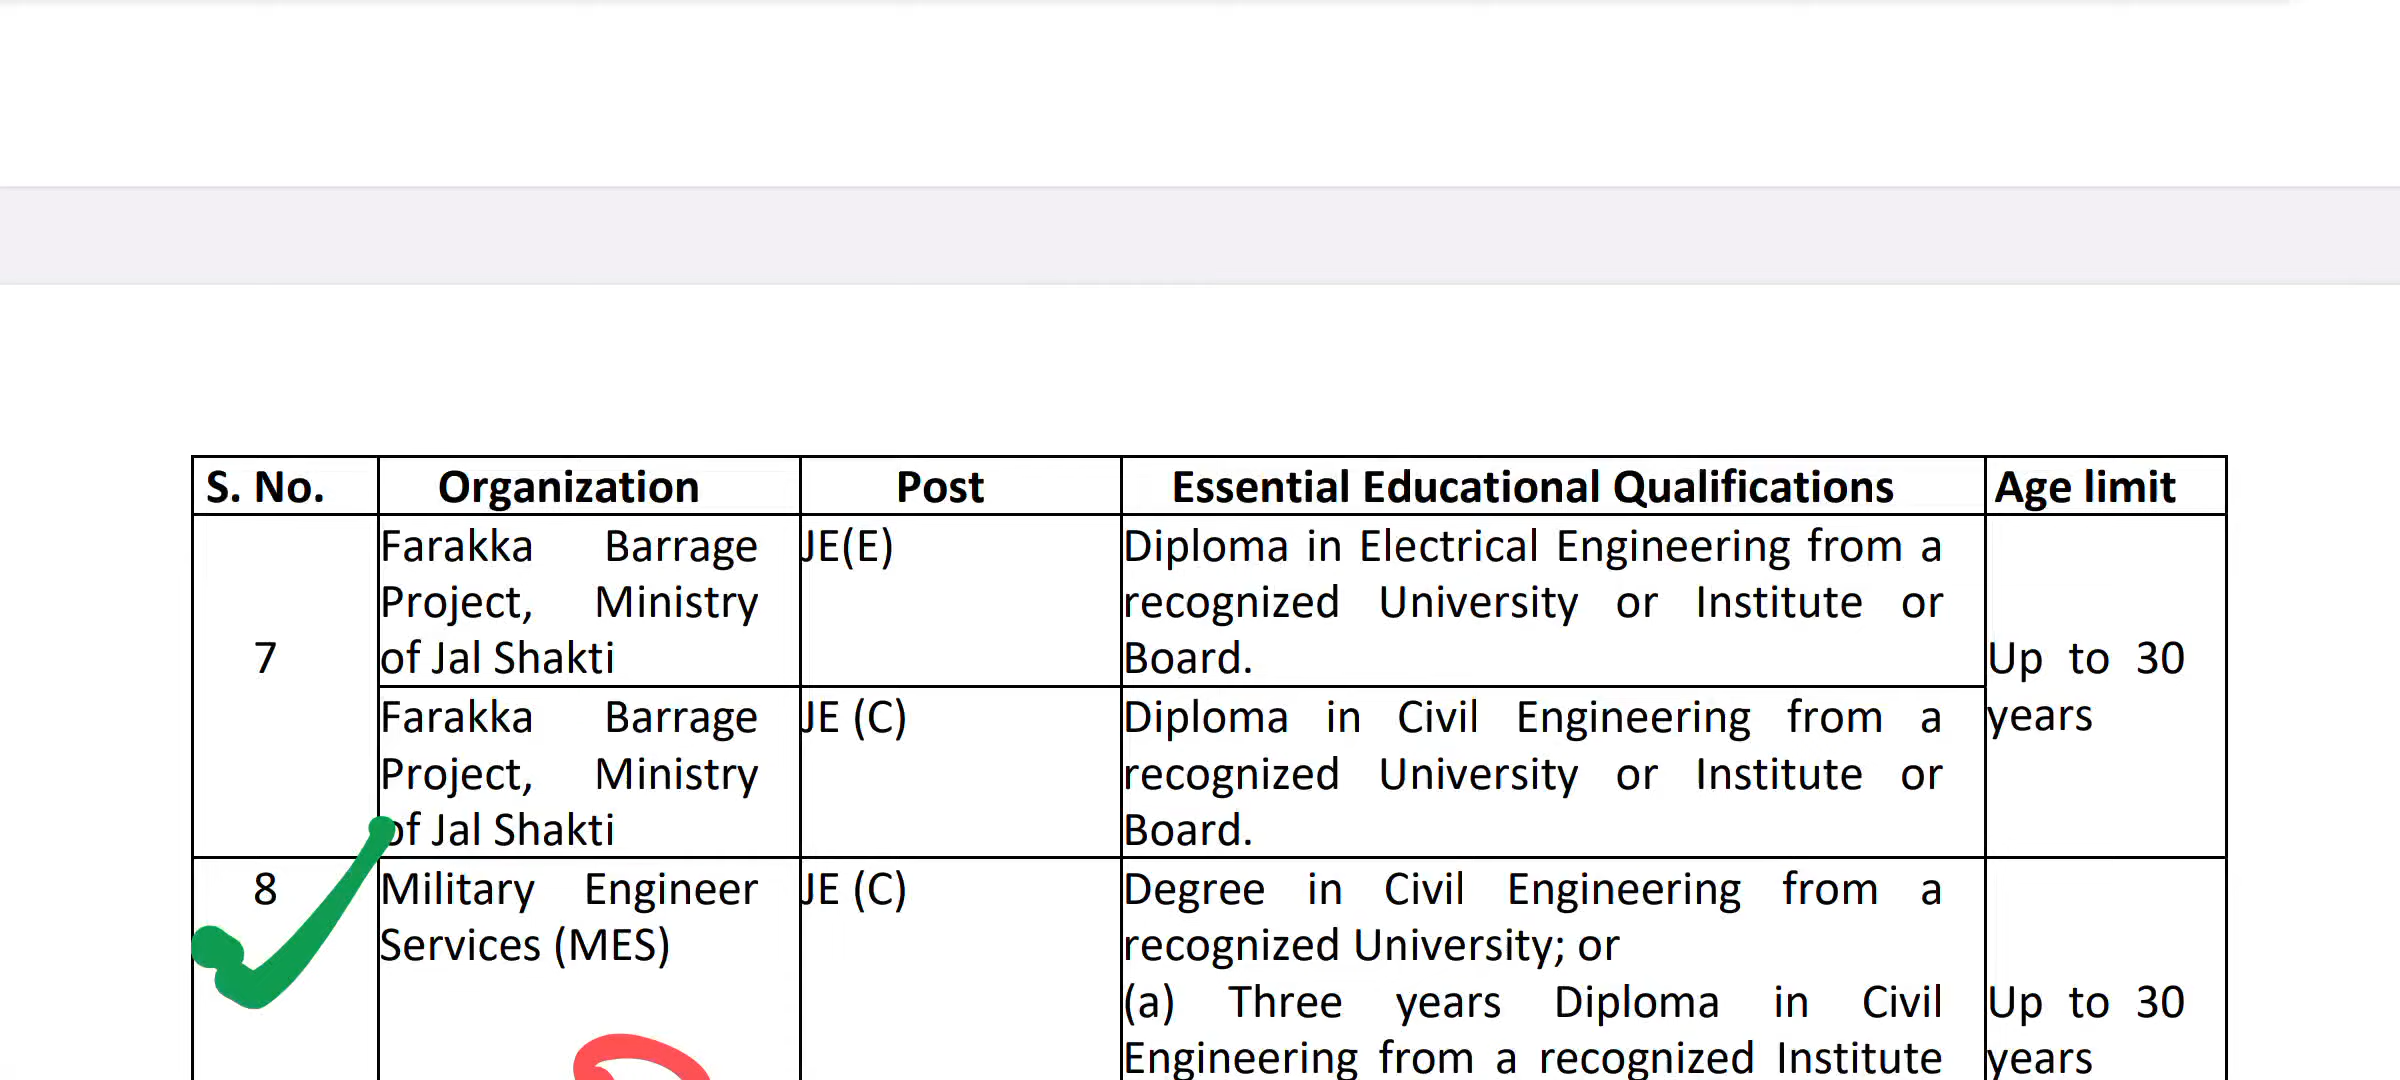 S. No. Organization Post Essential Educational Qualifications Age limit
7
Farakka Barrage
Project, Ministry
of Jal Shakti
JE(E)
Diploma in Electrical Engineering from a
recognized University or Institute or
Board.
Up to 30
years
Farakka Barrage
Project, Ministry
of Jal Shakti
JE (C)
Diploma in Civil Engineering from a
recognized University or Institute or
Board.
8
Military Engineer
Services (MES)
JE (C)
Degree in Civil Engineering from a
recognized University; or
(a) Three years Diploma in Civil
Engineering from a recognized Institute
Up to 30
years